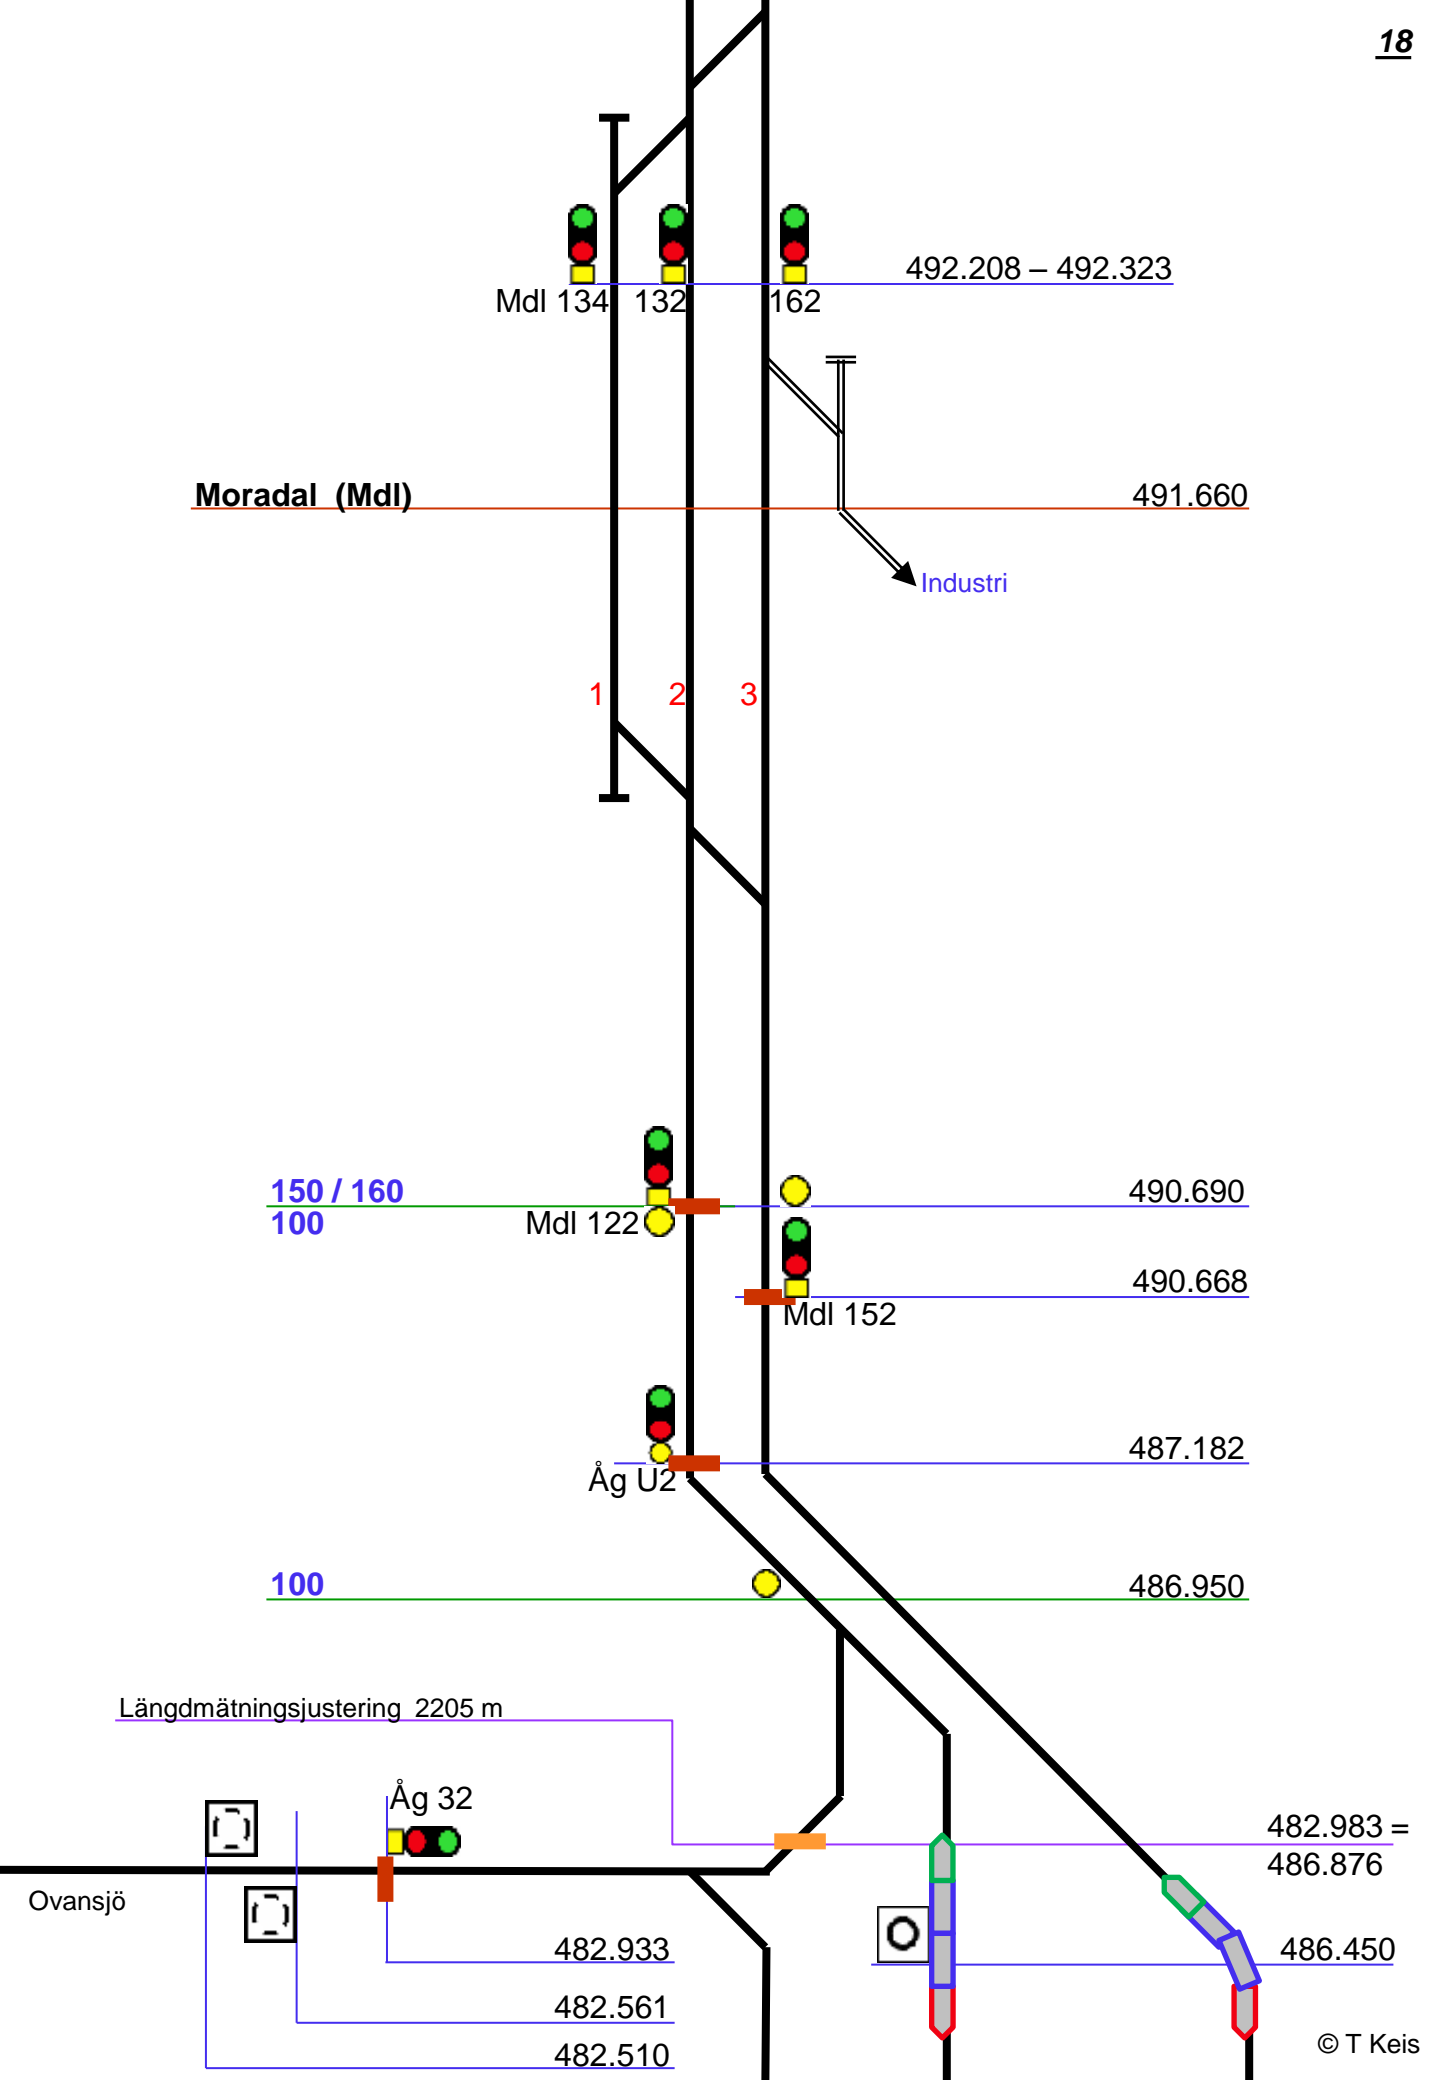 18
492.208 – 492.323
Mdl 134 132 162
Moradal (Mdl) 491.660
Industri
1 2 3
150 / 160 490.690
100 Mdl 122
490.668
Mdl 152
487.182
Åg U2
100 486.950
Längdmätningsjustering 2205 m
Åg 32
482.983 =
486.876
Ovansjö
482.933 486.450
482.561
482.510
© T Keis